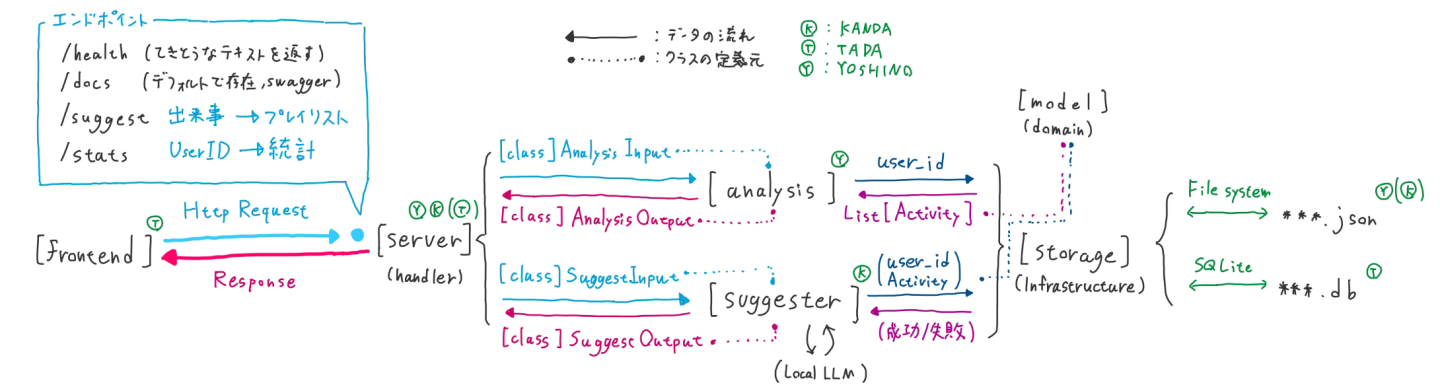 エンドポイント
/health (てきとうなテキストを返す)
/docs (デフォルトで存在,swagger)
/suggest 出来事 →プレイリスト
/stats UserID →統計
: データの流れ
: クラスの定義元
Ⓚ : KANDA
Ⓣ : TADA
Ⓨ : YOSHINO
[frontend] Ⓣ
Http Request
Response
ⓎⓀ(Ⓣ)
[server]
(handler)
[class] Analysis Input
[class] Analysis Output
[class] SuggestInput
[class] Suggest Output
[analysis] Ⓨ
[suggester] Ⓚ
(Local LLM)
user_id
List[Activity]
(user_id
Activity)
(成功/失敗)
[model]
(domain)
[storage]
(Infrastructure)
File system
***.json Ⓨ(Ⓚ)
SQLite
***.db Ⓣ